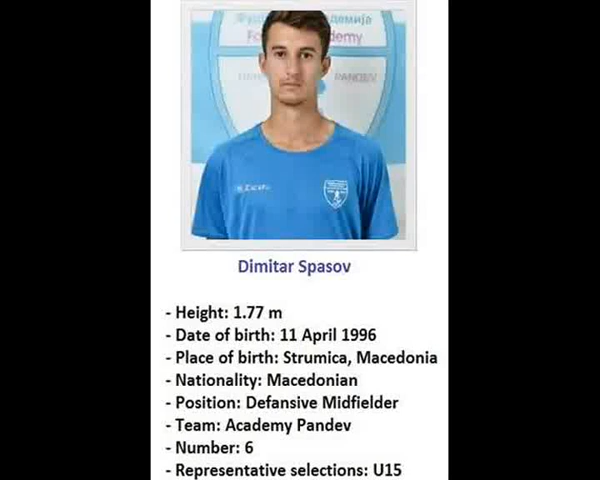 Dimitar Spasov
- Height: 1.77 m
- Date of birth: 11 April 1996
- Place of birth: Strumica, Macedonia
- Nationality: Macedonian
- Position: Defansive Midfielder
- Team: Academy Pandev
- Number: 6
- Representative selections: U15